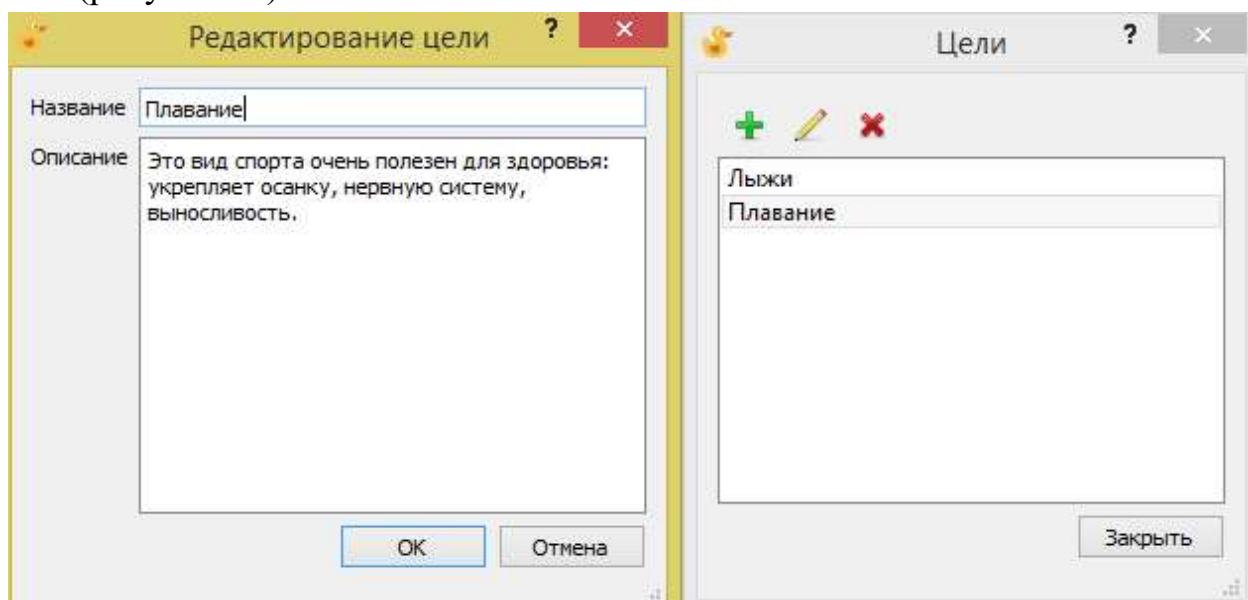 Редактирование цели ?
Название Плавание
Описание Это вид спорта очень полезен для здоровья:
укрепляет осанку, нервную систему,
выносливость.
OK Отмена
Цели ?
Лыжи
Плавание
Закрыть